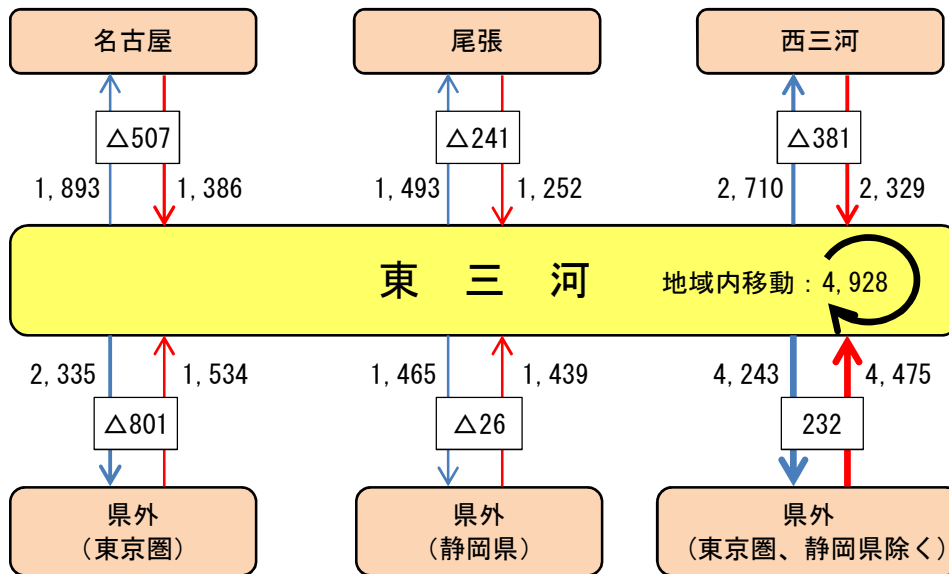 名古屋
尾張
西三河
△507
△241
△381
1,893
1,386
1,493
1,252
2,710
2,329
東三河
地域内移動：4,928
2,335
1,534
1,465
1,439
4,243
4,475
△801
△26
232
県外
（東京圏）
県外
（静岡県）
県外
（東京圏、静岡県除く）